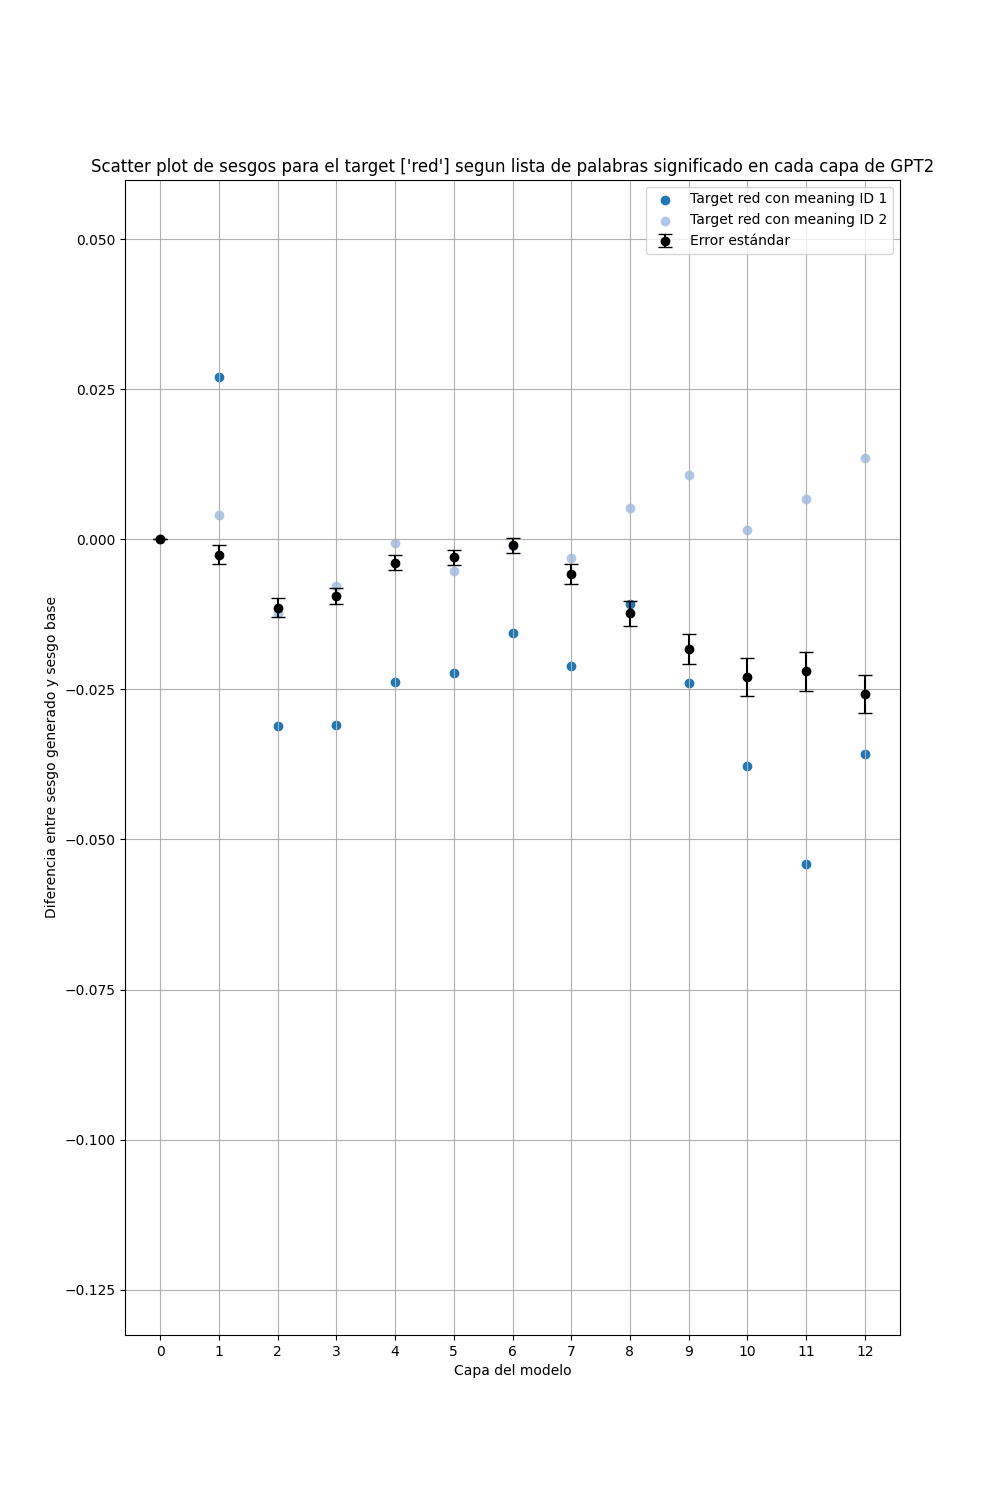 Scatter plot de sesgos para el target ['red'] segun lista de palabras significado en cada capa de GPT2
Target red con meaning ID 1
Target red con meaning ID 2
Error estándar
0.050
0.025
0.000
−0.025
−0.050
−0.075
−0.100
−0.125
Diferencia entre sesgo generado y sesgo base
0 1 2 3 4 5 6 7 8 9 10 11 12
Capa del modelo